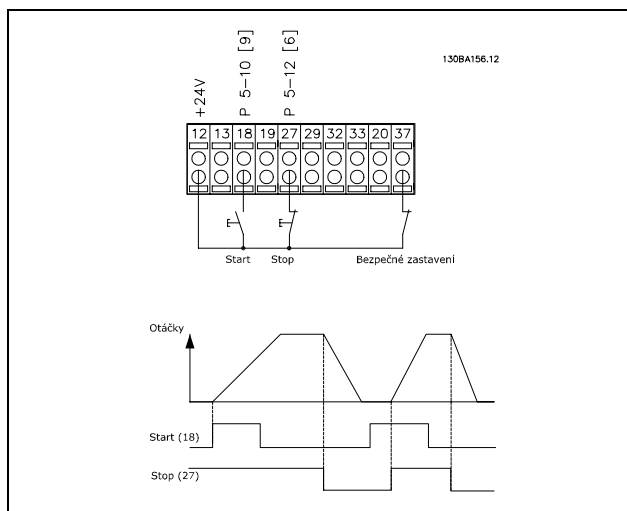 130BA156.12
+24V
P 5-10 [9]
P 5-12 [6]
12 13 18 19 27 29 32 33 20 37
Start
Stop
Bezpečné zastavení
Otáčky
Start (18)
Stop (27)